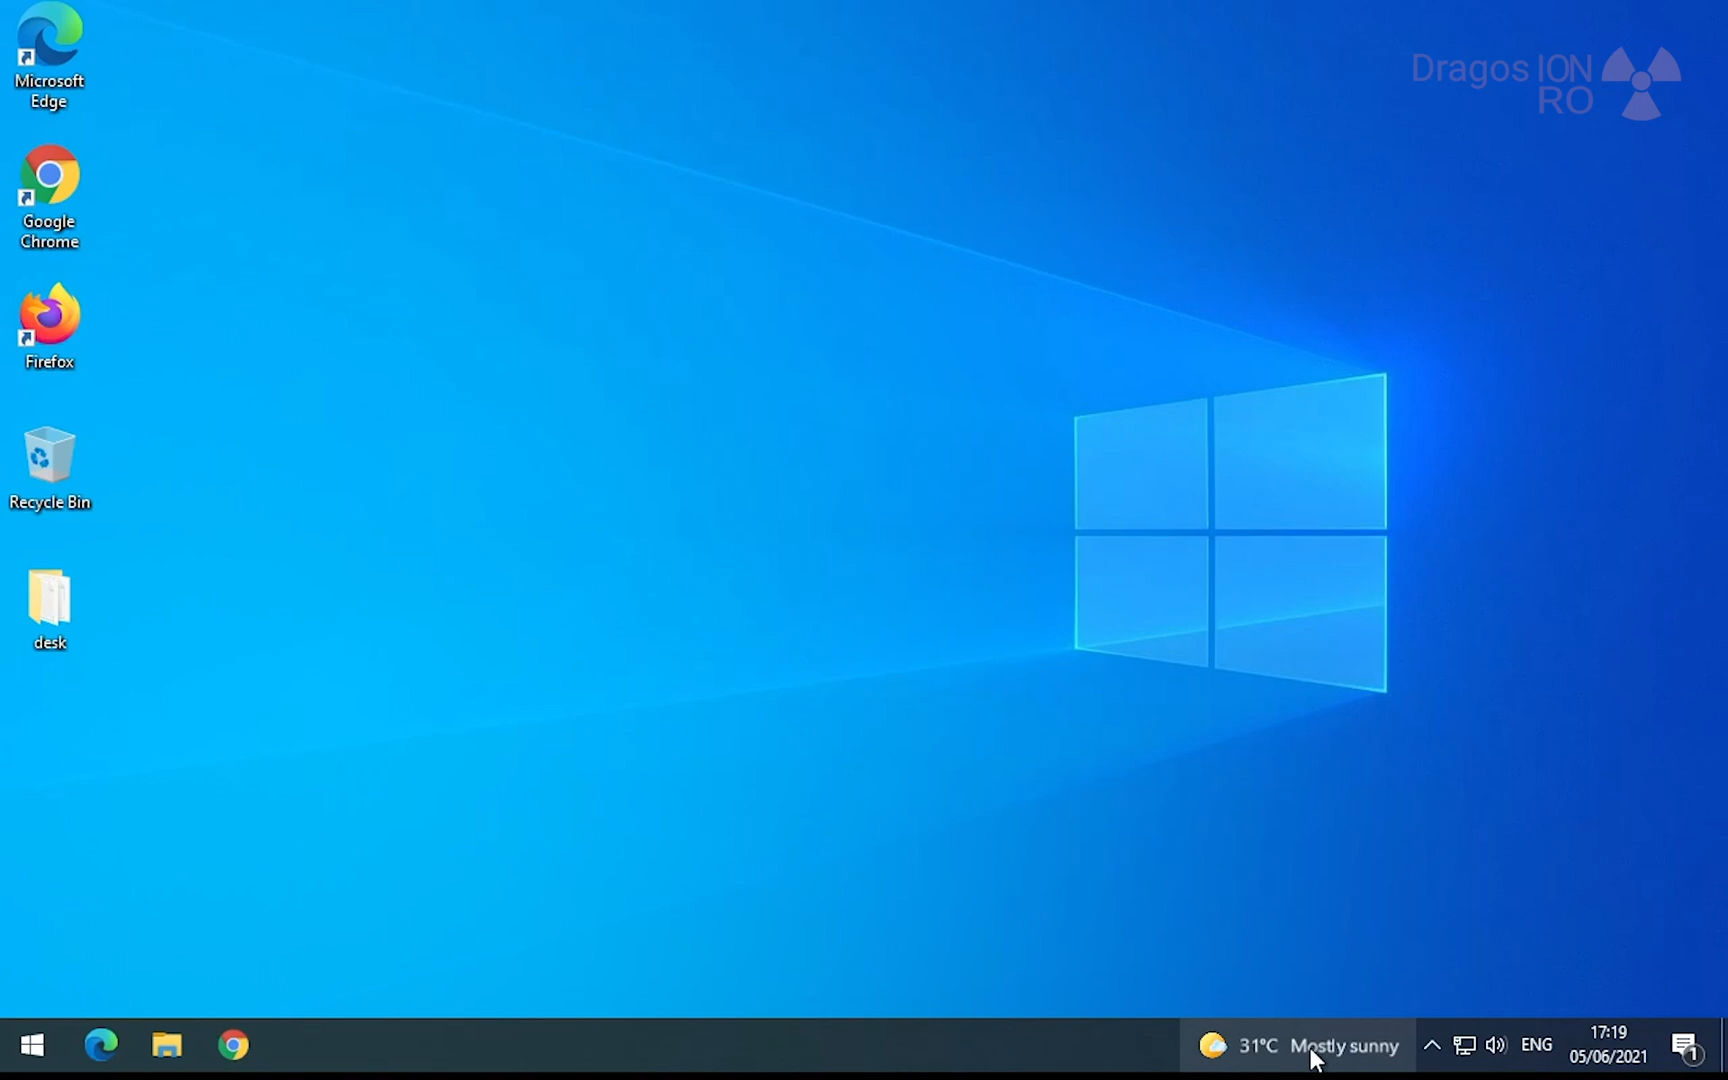 Microsoft
Edge
Google
Chrome
Firefox
Recycle Bin
desk
Dragos ION
RO
31°C Mostly sunny
ENG
17:19
05/06/2021
1